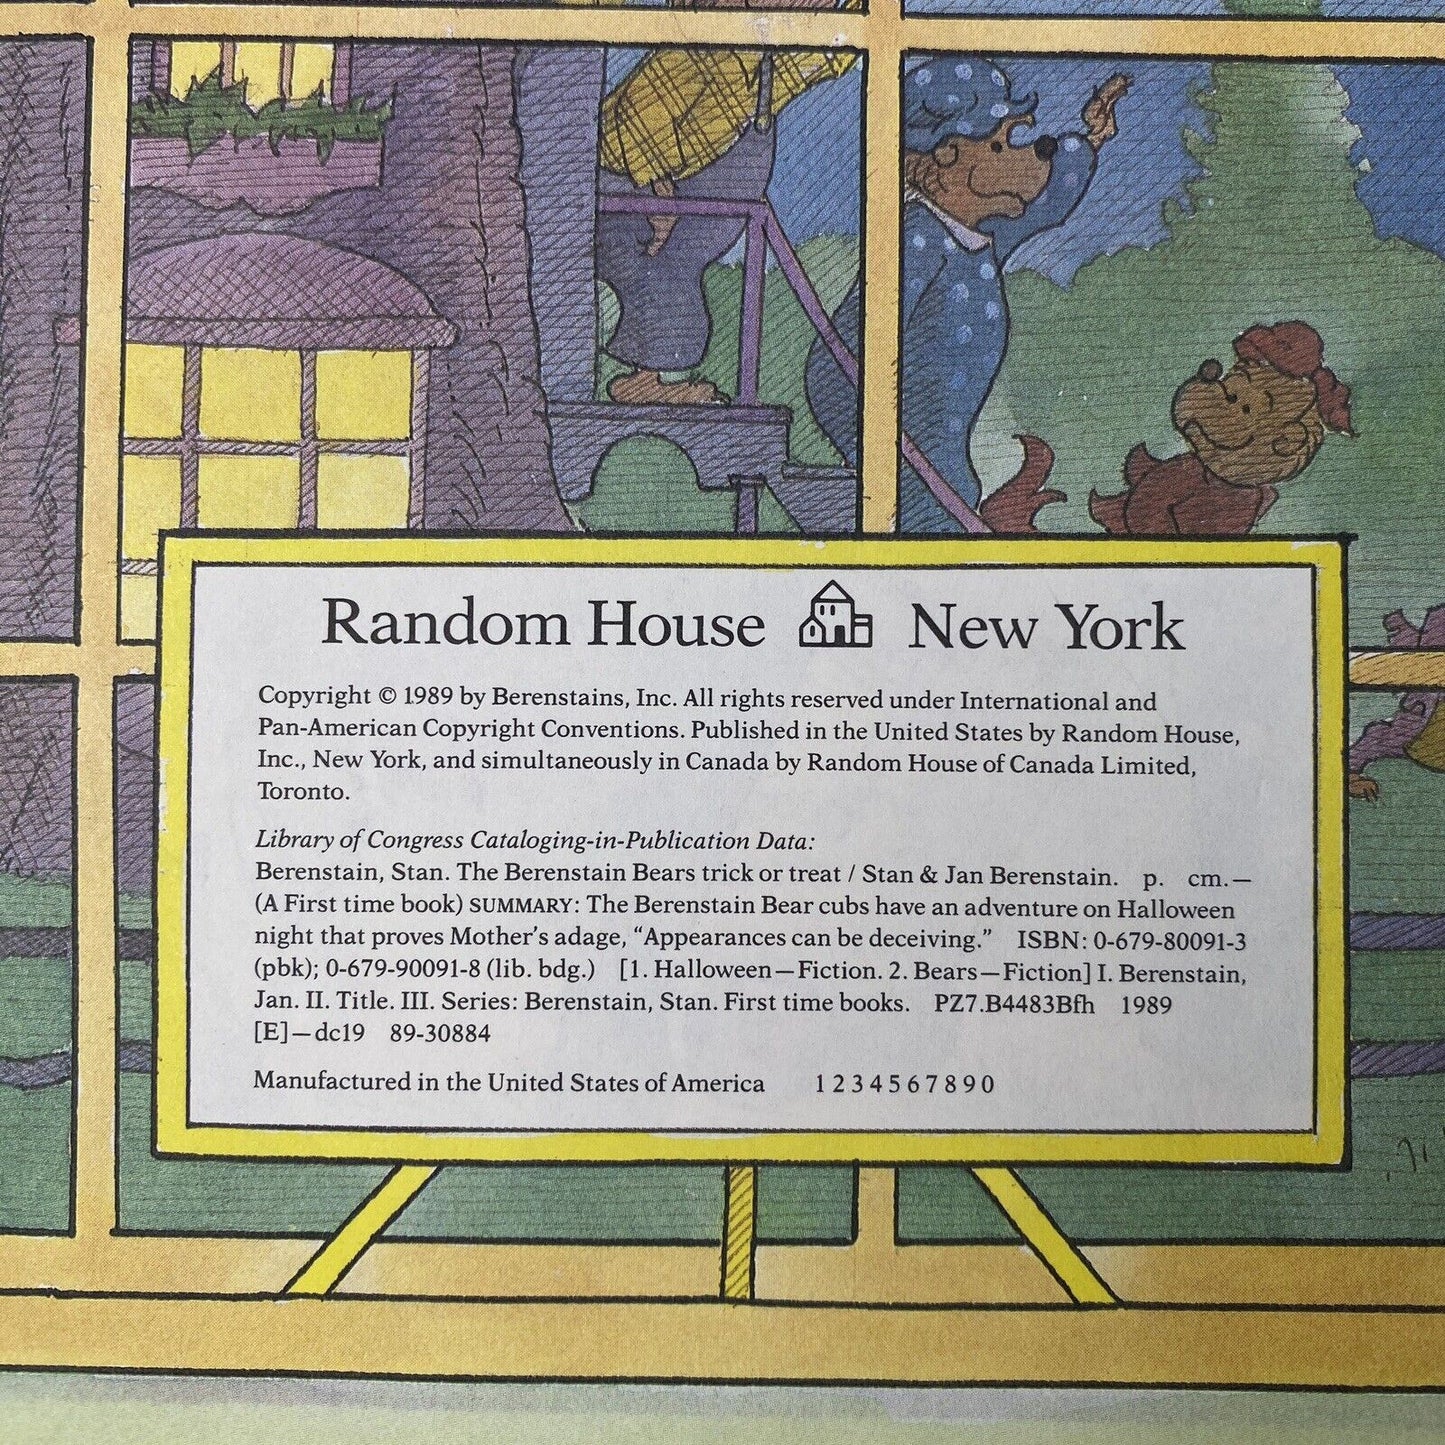 Random House New York
Copyright © 1989 by Berenstains, Inc. All rights reserved under International and
Pan-American Copyright Conventions. Published in the United States by Random House,
Inc., New York, and simultaneously in Canada by Random House of Canada Limited,
Toronto.
Library of Congress Cataloging-in-Publication Data:
Berenstain, Stan. The Berenstain Bears trick or treat / Stan & Jan Berenstain. p. cm.—
(A First time book) SUMMARY: The Berenstain Bear cubs have an adventure on Halloween
night that proves Mother's adage, “Appearances can be deceiving.” ISBN: 0-679-80091-3
(pbk); 0-679-90091-8 (lib. bdg.) [1. Halloween—Fiction. 2. Bears—Fiction] I. Berenstain,
Jan. II. Title. III. Series: Berenstain, Stan. First time books. PZ7.B4483Bfh 1989
[E]—dc19 89-30884
Manufactured in the United States of America 1 2 3 4 5 6 7 8 9 0